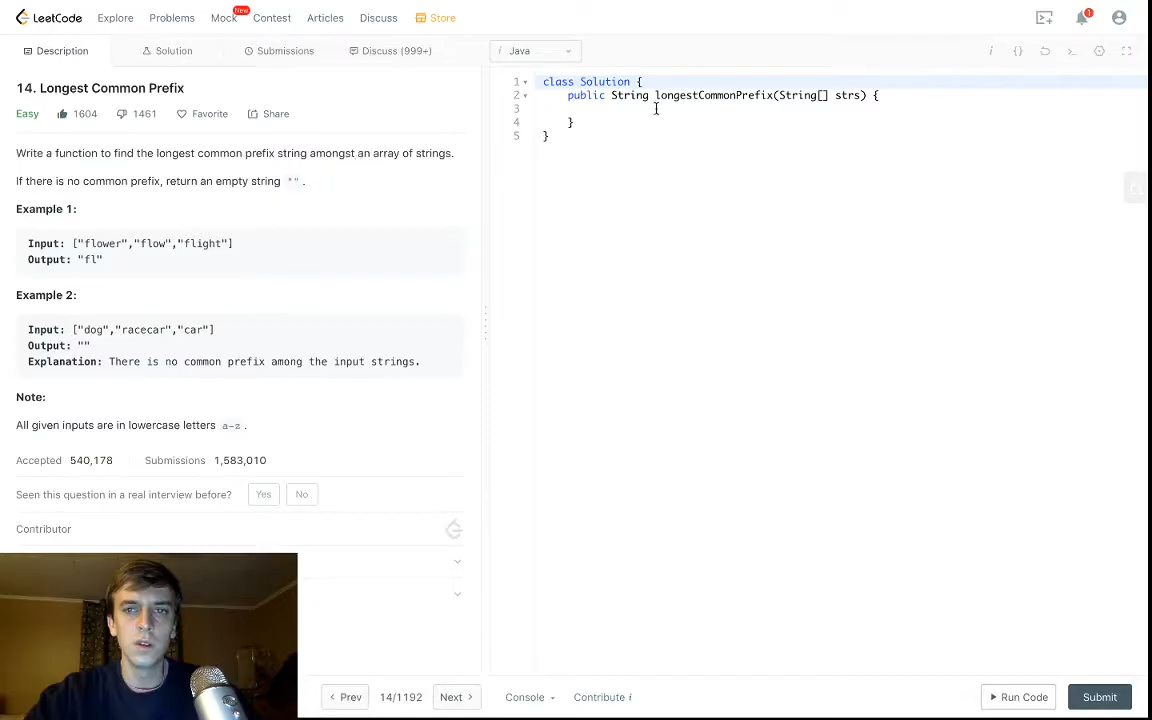 LeetCode
Explore
Problems
Mock
New
Contest
Articles
Discuss
Store
1
Description
Solution
Submissions
Discuss (999+)
i Java
14. Longest Common Prefix
Easy
1604
1461
Favorite
Share
Write a function to find the longest common prefix string amongst an array of strings.
If there is no common prefix, return an empty string "".
Example 1:
Input: ["flower","flow","flight"]
Output: "fl"
Example 2:
Input: ["dog","racecar","car"]
Output: ""
Explanation: There is no common prefix among the input strings.
Note:
All given inputs are in lowercase letters a-z.
Accepted 540,178
Submissions 1,583,010
Seen this question in a real interview before?
Yes
No
Contributor
1 class Solution {
2 public String longestCommonPrefix(String[] strs) {
3
4 }
5 }
Prev
14/1192
Next
Console
Contribute i
Run Code
Submit